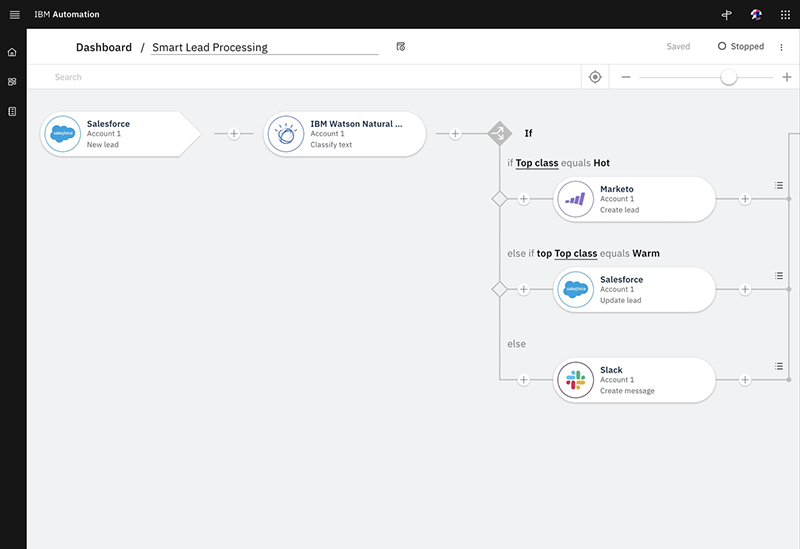 IBM Automation
Dashboard / Smart Lead Processing
Saved
Stopped
Search
salesforce
Salesforce
Account 1
New lead
IBM Watson Natural ...
Account 1
Classify text
If
if Top class equals Hot
Marketo
Account 1
Create lead
else if top Top class equals Warm
salesforce
Salesforce
Account 1
Update lead
else
Slack
Account 1
Create message